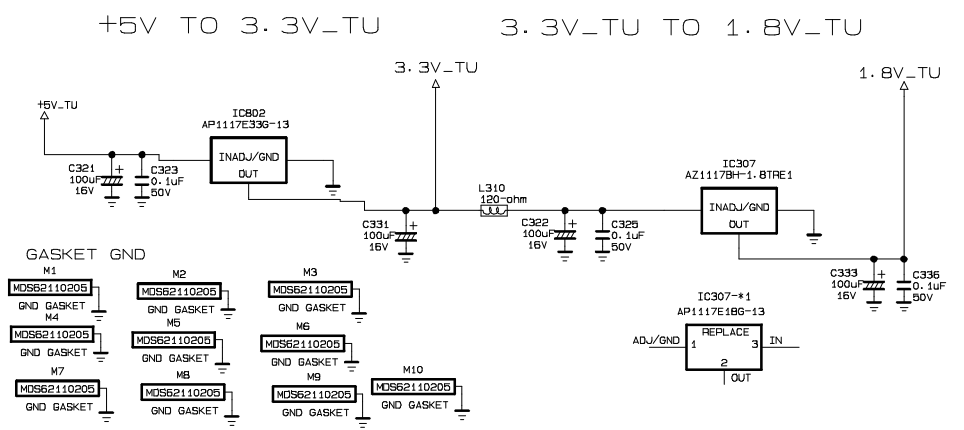 +5V TO 3.3V_TU
3.3V_TU TO 1.8V_TU
3.3V_TU
1.8V_TU
+5V_TU
IC802
AP1117E33G-13
INADJ/GND
OUT
C321
100uF
16V
+
C323
0.1uF
50V
C331
100uF
16V
+
L310
120-ohm
C322
100uF
16V
+
C325
0.1uF
50V
IC307
AZ1117BH-1.8TRE1
INADJ/GND
OUT
C333
100uF
16V
+
C336
0.1uF
50V
GASKET GND
M1
MDS62110205
GND GASKET
M2
MDS62110205
GND GASKET
M3
MDS62110205
GND GASKET
M4
MDS62110205
GND GASKET
M5
MDS62110205
GND GASKET
M6
MDS62110205
GND GASKET
M7
MDS62110205
GND GASKET
M8
MDS62110205
GND GASKET
M9
MDS62110205
GND GASKET
M10
MDS62110205
GND GASKET
IC307-*1
AP1117E18G-13
REPLACE
ADJ/GND
1
3
IN
2
OUT